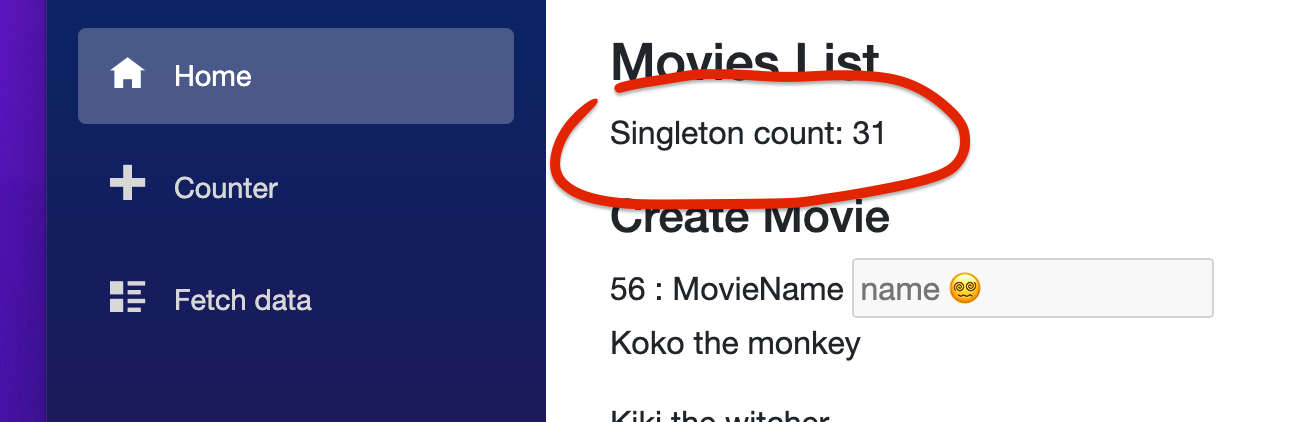 Home
Counter
Fetch data
Movies List
Singleton count: 31
Create Movie
56 : MovieName name 😵‍💫
Koko the monkey
Kiki the witcher